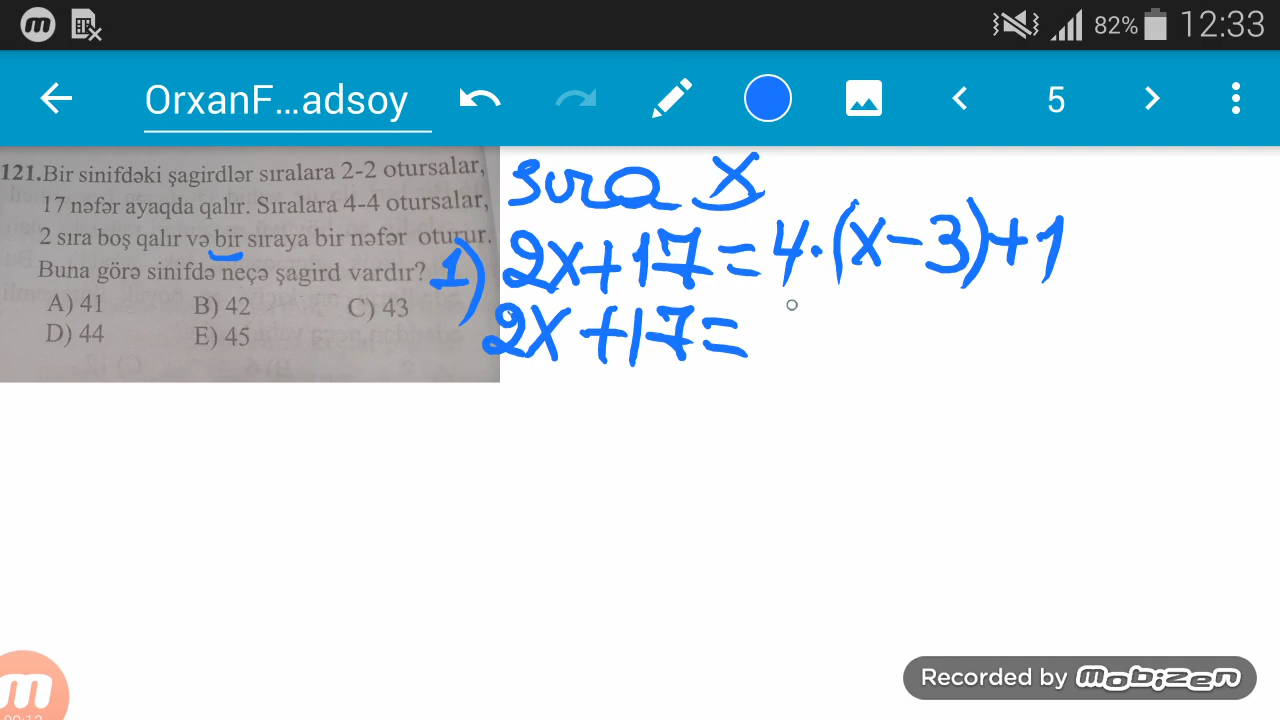 82% 12:33
OrxanF...adsoy 5
121.Bir sinifdəki şagirdlər sıralara 2-2 otursalar,
17 nəfər ayaqda qalır. Sıralara 4-4 otursalar,
2 sıra boş qalır və bir sıraya bir nəfər oturur.
Buna görə sinifdə neçə şagird vardır?
A) 41 B) 42 C) 43
D) 44 E) 45
sıra X
1) 2x+17=4·(x-3)+1
2x+17=
Recorded by mobizen
00:12